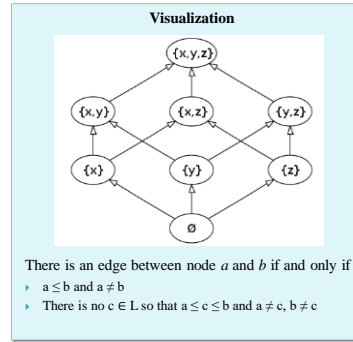 Visualization
{x,y,z}
{x,y} {x,z} {y,z}
{x} {y} {z}
Ø
There is an edge between node a and b if and only if
a ≤ b and a ≠ b
There is no c ∈ L so that a ≤ c ≤ b and a ≠ c, b ≠ c